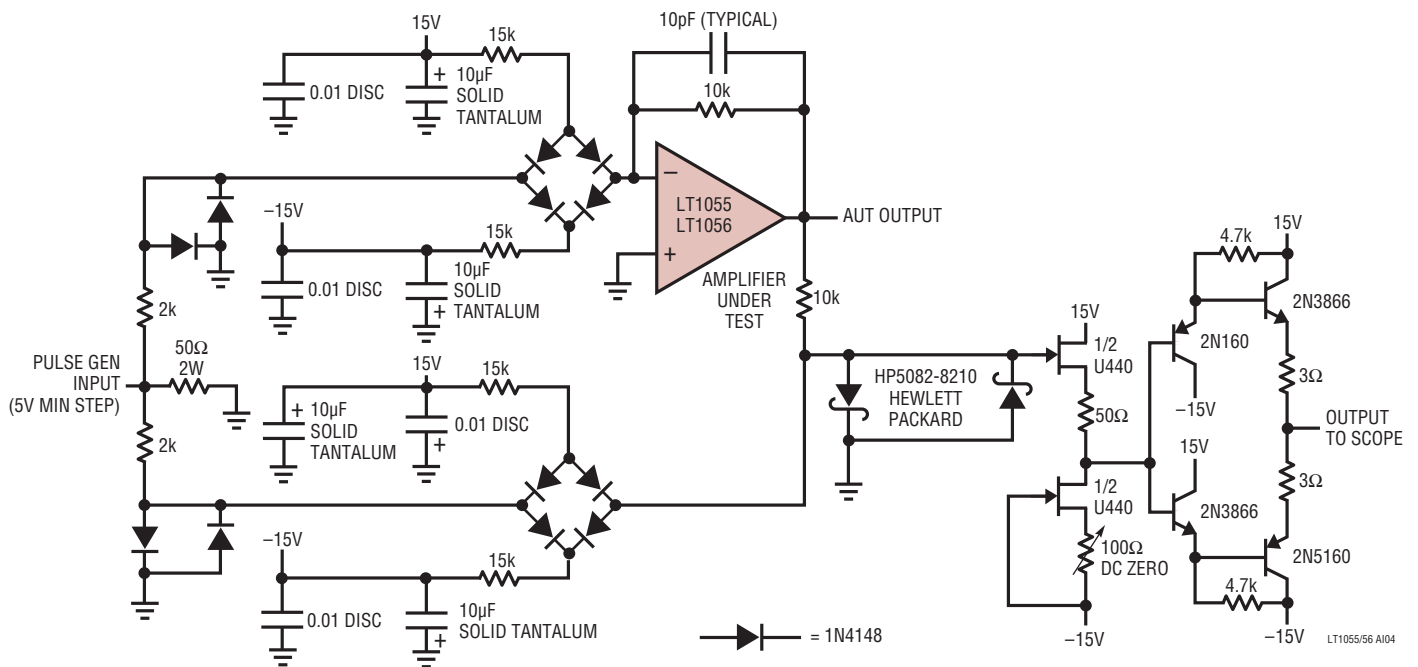 15V
15k
0.01 DISC
+
10µF
SOLID
TANTALUM
10pF (TYPICAL)
10k
–15V
15k
0.01 DISC
10µF
SOLID
TANTALUM
+
2k
50Ω
2W
PULSE GEN
INPUT
(5V MIN STEP)
2k
–
LT1055
LT1056
+
AMPLIFIER
UNDER
TEST
AUT OUTPUT
10k
15V
15k
+
10µF
SOLID
TANTALUM
0.01 DISC
+
–15V
15k
0.01 DISC
10µF
SOLID TANTALUM
+
HP5082-8210
HEWLETT
PACKARD
15V
1/2
U440
50Ω
1/2
U440
100Ω
DC ZERO
–15V
4.7k
15V
2N3866
2N160
–15V
3Ω
OUTPUT
TO SCOPE
15V
3Ω
2N3866
2N5160
4.7k
–15V
= 1N4148
LT1055/56 AI04